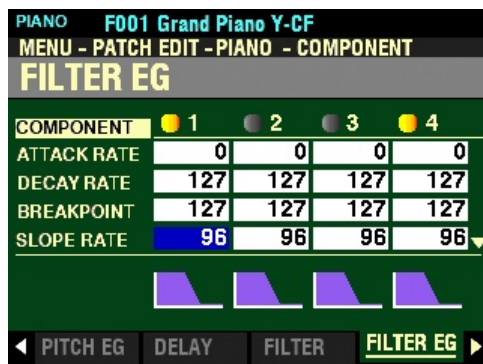 PIANO F001 Grand Piano Y-CF
MENU - PATCH EDIT - PIANO - COMPONENT
FILTER EG
COMPONENT 1 2 3 4
ATTACK RATE 0 0 0 0
DECAY RATE 127 127 127 127
BREAKPOINT 127 127 127 127
SLOPE RATE 96 96 96 96
PITCH EG DELAY FILTER FILTER EG